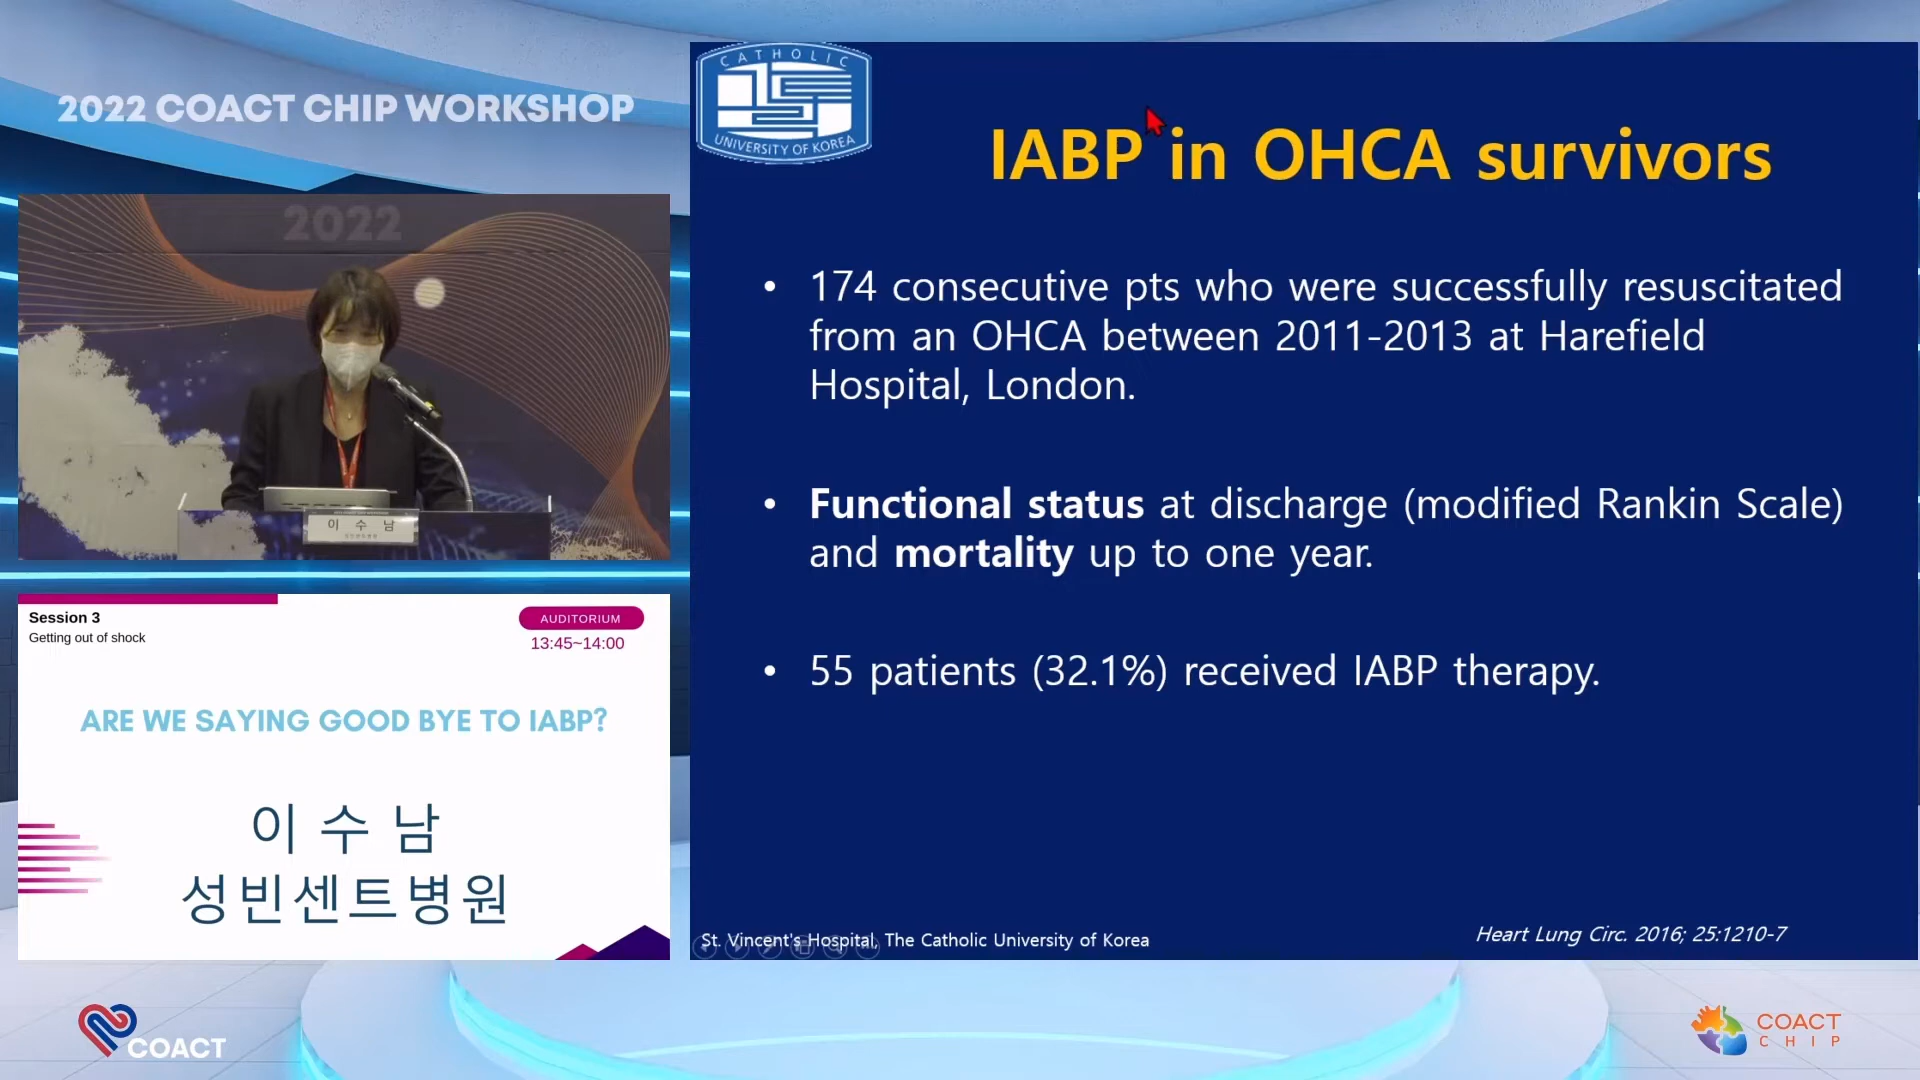 2022 COACT CHIP WORKSHOP
2022
이 수 남
Session 3
Getting out of shock
AUDITORIUM
13:45~14:00
ARE WE SAYING GOOD BYE TO IABP?
이 수 남
성빈센트병원
COACT
CATHOLIC
UNIVERSITY OF KOREA
IABP in OHCA survivors
• 174 consecutive pts who were successfully resuscitated
from an OHCA between 2011-2013 at Harefield
Hospital, London.
• Functional status at discharge (modified Rankin Scale)
and mortality up to one year.
• 55 patients (32.1%) received IABP therapy.
St. Vincent's Hospital, The Catholic University of Korea
Heart Lung Circ. 2016; 25:1210-7
COACT
CHIP